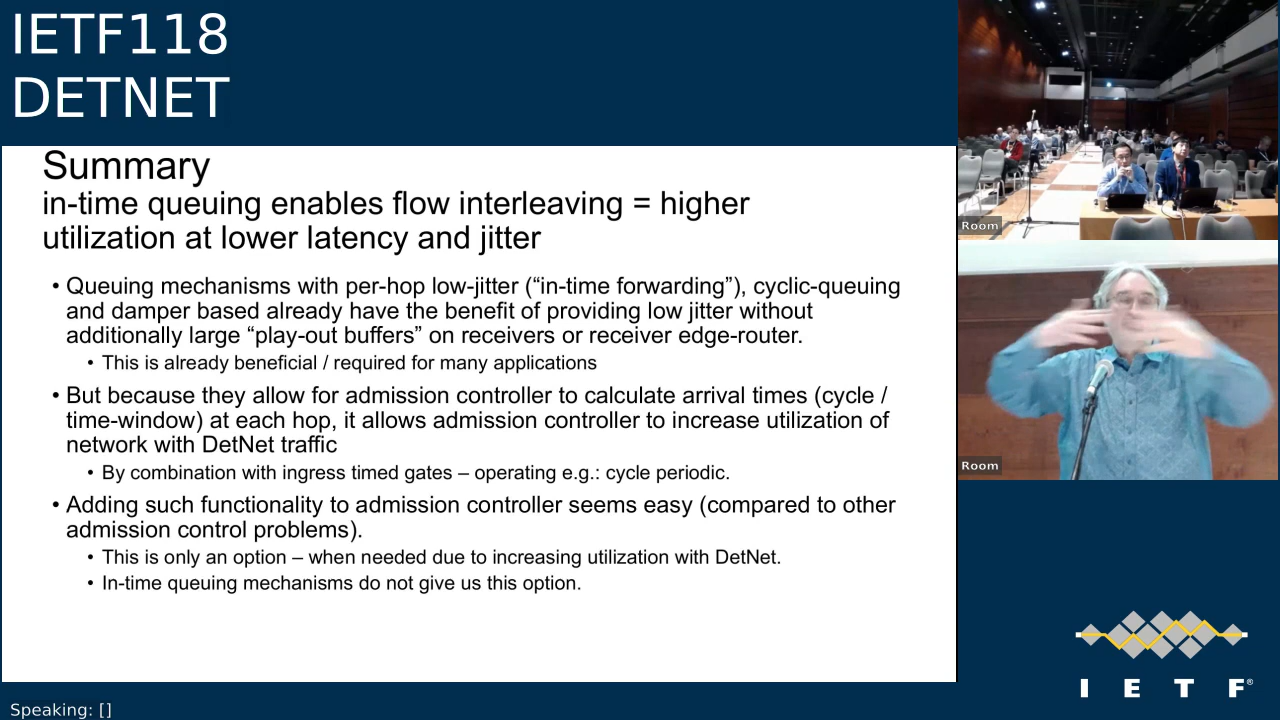 IETF118
DETNET
Summary
in-time queuing enables flow interleaving = higher
utilization at lower latency and jitter
• Queuing mechanisms with per-hop low-jitter (“in-time forwarding”), cyclic-queuing
and damper based already have the benefit of providing low jitter without
additionally large “play-out buffers” on receivers or receiver edge-router.
• This is already beneficial / required for many applications
• But because they allow for admission controller to calculate arrival times (cycle /
time-window) at each hop, it allows admission controller to increase utilization of
network with DetNet traffic
• By combination with ingress timed gates – operating e.g.: cycle periodic.
• Adding such functionality to admission controller seems easy (compared to other
admission control problems).
• This is only an option – when needed due to increasing utilization with DetNet.
• In-time queuing mechanisms do not give us this option.
Room
Room
I E T F®
Speaking: []